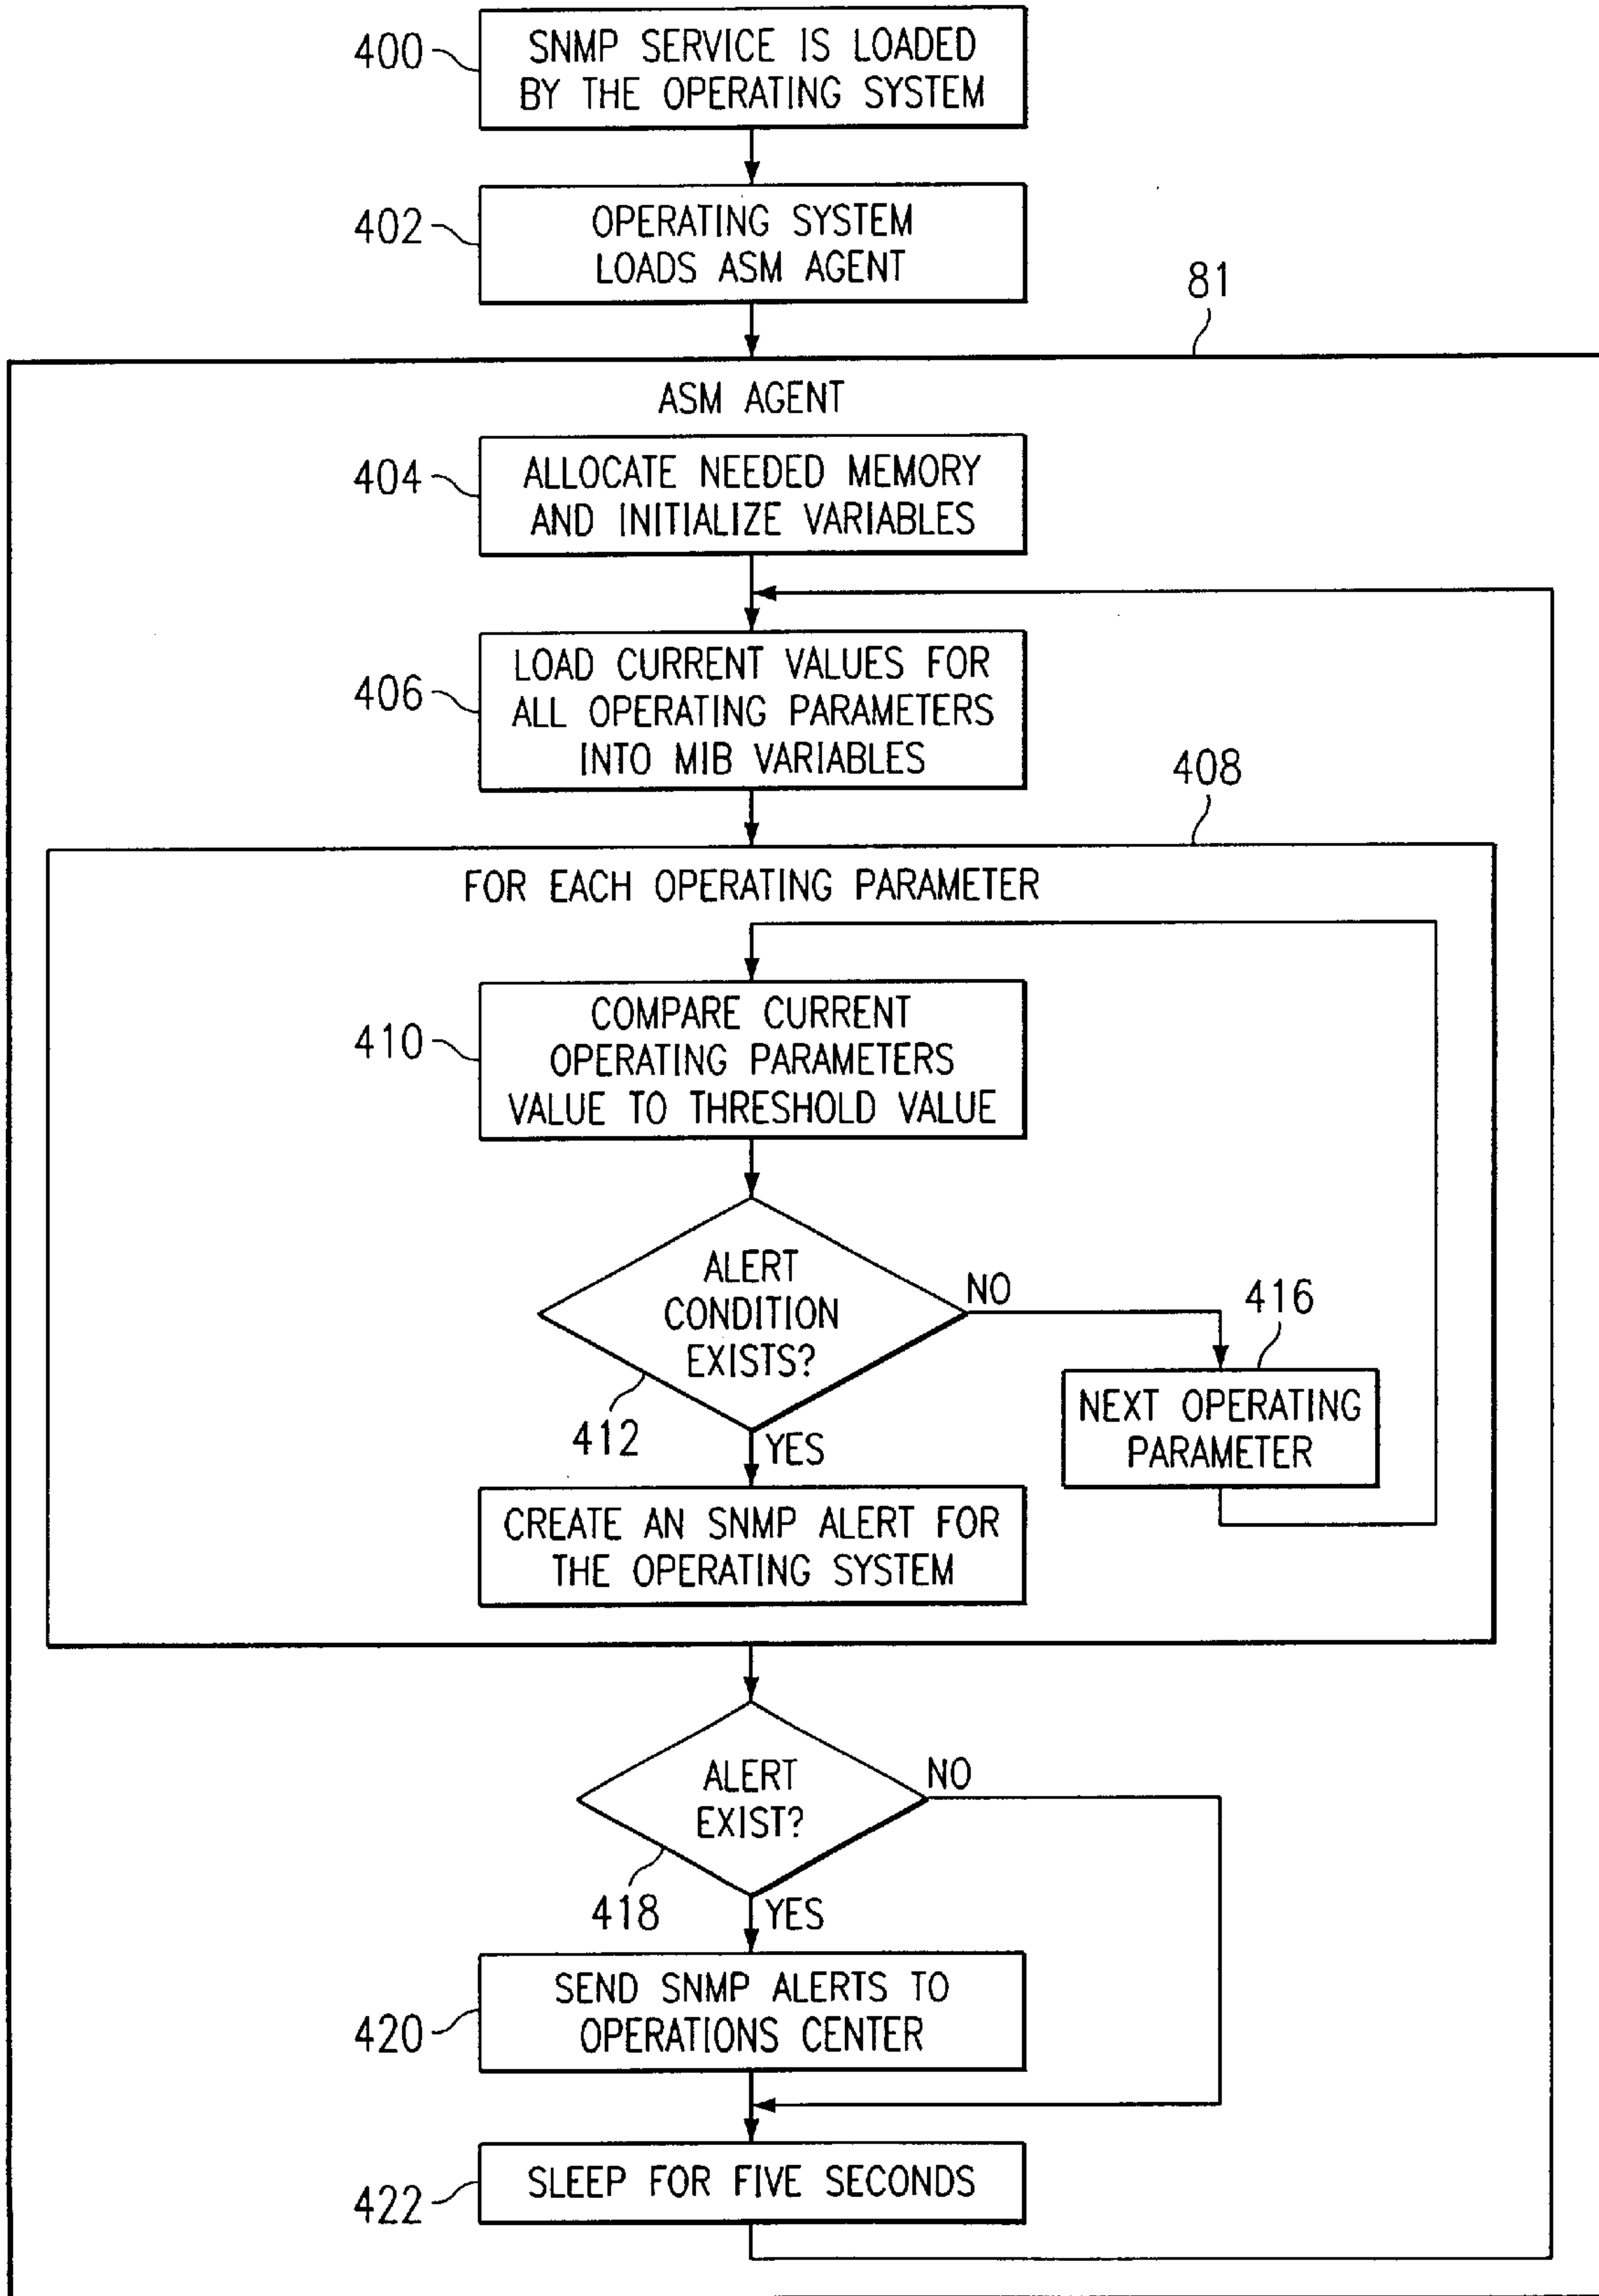 400
SNMP SERVICE IS LOADED
BY THE OPERATING SYSTEM
402
OPERATING SYSTEM
LOADS ASM AGENT
81
ASM AGENT
404
ALLOCATE NEEDED MEMORY
AND INITIALIZE VARIABLES
406
LOAD CURRENT VALUES FOR
ALL OPERATING PARAMETERS
INTO MIB VARIABLES
408
FOR EACH OPERATING PARAMETER
410
COMPARE CURRENT
OPERATING PARAMETERS
VALUE TO THRESHOLD VALUE
ALERT
CONDITION
EXISTS?
NO
416
412
YES
NEXT OPERATING
PARAMETER
CREATE AN SNMP ALERT FOR
THE OPERATING SYSTEM
ALERT
EXIST?
NO
418
YES
420
SEND SNMP ALERTS TO
OPERATIONS CENTER
422
SLEEP FOR FIVE SECONDS